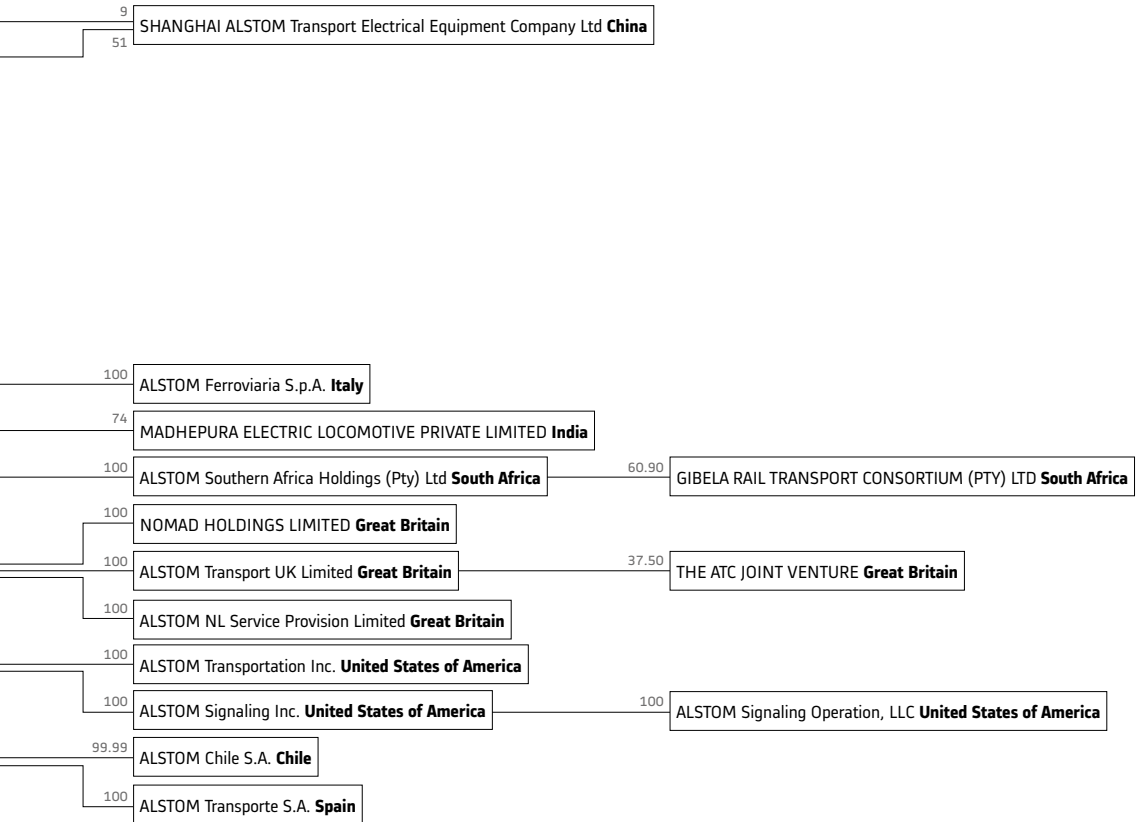 9
SHANGHAI ALSTOM Transport Electrical Equipment Company Ltd China
51
100
ALSTOM Ferroviaria S.p.A. Italy
74
MADHEPURA ELECTRIC LOCOMOTIVE PRIVATE LIMITED India
100
ALSTOM Southern Africa Holdings (Pty) Ltd South Africa
60.90
GIBELA RAIL TRANSPORT CONSORTIUM (PTY) LTD South Africa
100
NOMAD HOLDINGS LIMITED Great Britain
100
ALSTOM Transport UK Limited Great Britain
37.50
THE ATC JOINT VENTURE Great Britain
100
ALSTOM NL Service Provision Limited Great Britain
100
ALSTOM Transportation Inc. United States of America
100
ALSTOM Signaling Inc. United States of America
100
ALSTOM Signaling Operation, LLC United States of America
99.99
ALSTOM Chile S.A. Chile
100
ALSTOM Transporte S.A. Spain